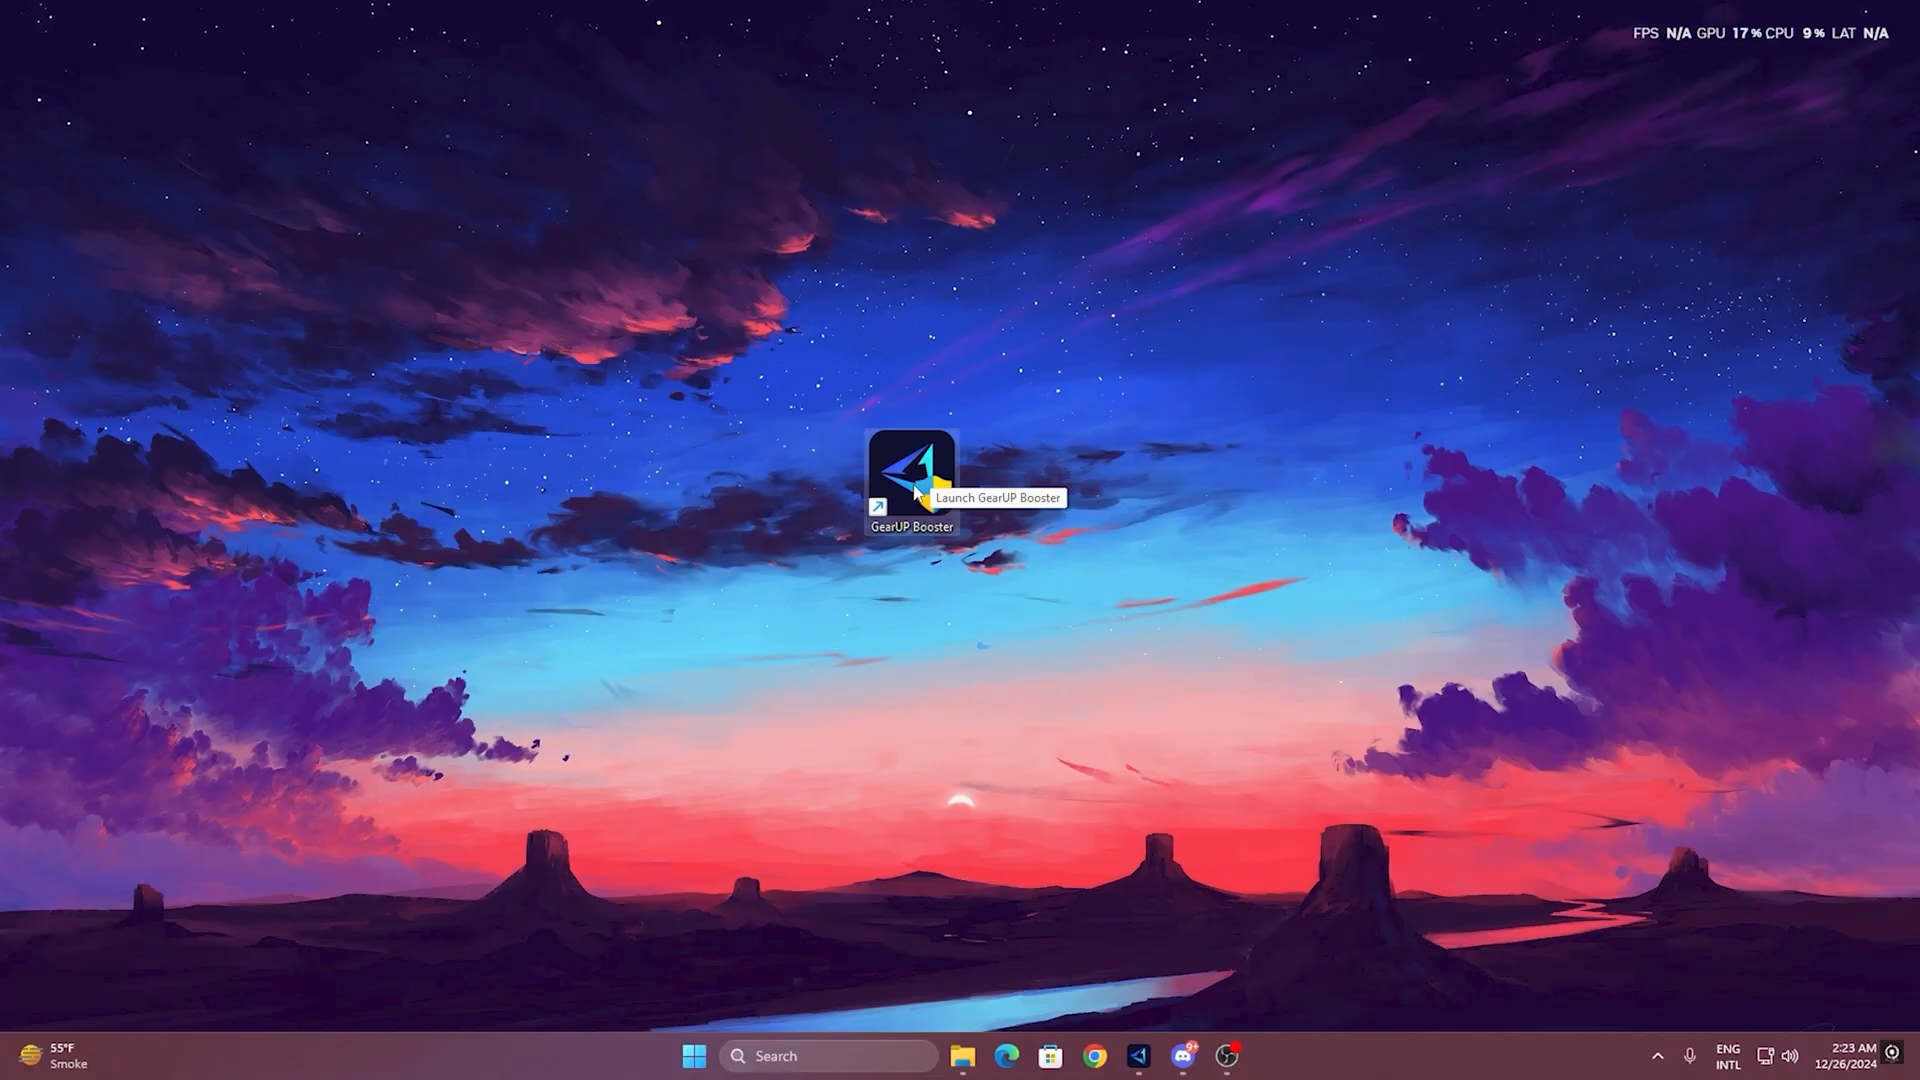 FPS N/A GPU 17% CPU 9% LAT N/A
Launch GearUP Booster
GearUP Booster
55°F
Smoke
Search
9+
ENG
INTL
2:23 AM
12/26/2024